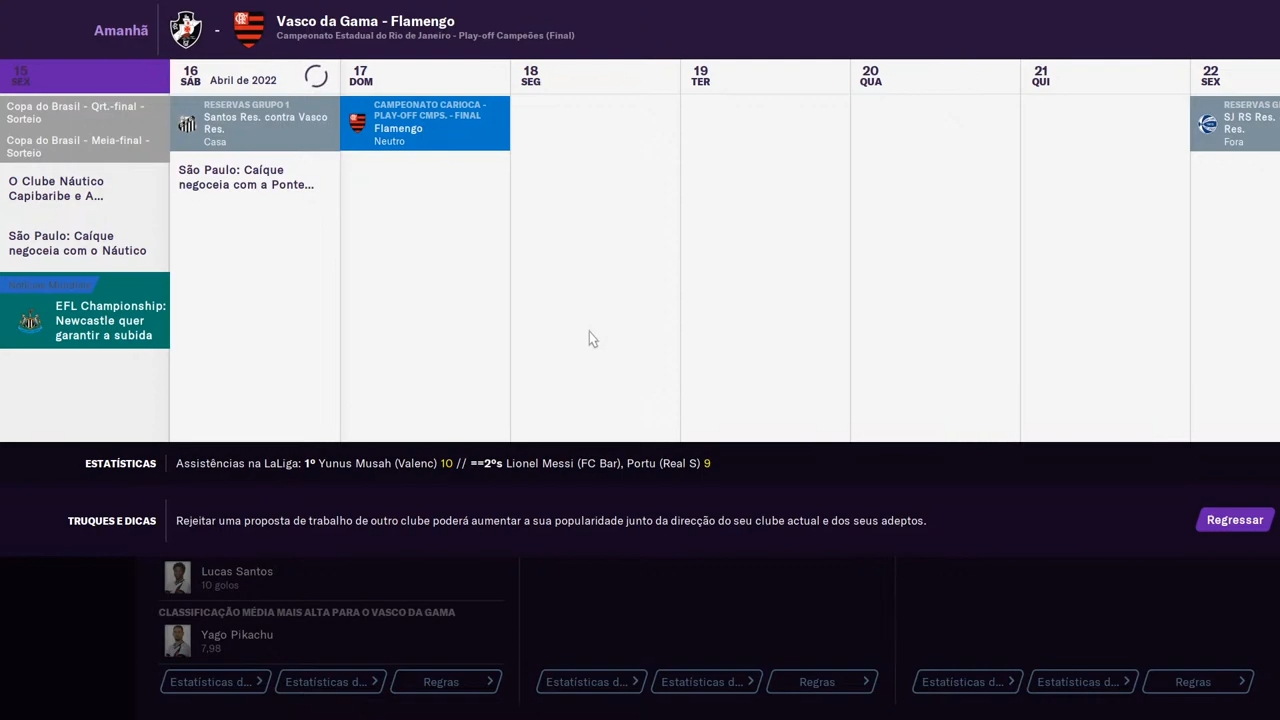 Amanhã
Vasco da Gama - Flamengo
Campeonato Estadual do Rio de Janeiro - Play-off Campeões (Final)
15
SEX
16
SÁB
Abril de 2022
17
DOM
18
SEG
19
TER
20
QUA
21
QUI
22
SEX
Copa do Brasil - Qrt.-final -
Sorteio
Copa do Brasil - Meia-final -
Sorteio
O Clube Náutico
Capibaribe e A...
São Paulo: Caíque
negoceia com o Náutico
EFL Championship:
Newcastle quer
garantir a subida
RESERVAS GRUPO 1
Santos Res. contra Vasco
Res.
Casa
São Paulo: Caíque
negoceia com a Ponte...
CAMPEONATO CARIOCA -
PLAY-OFF CMPS. - FINAL
Flamengo
Neutro
RESERVAS G
SJ RS Res.
Res.
Fora
ESTATÍSTICAS
Assistências na LaLiga: 1º Yunus Musah (Valenc) 10 // ==2ºs Lionel Messi (FC Bar), Portu (Real S) 9
TRUQUES E DICAS
Rejeitar uma proposta de trabalho de outro clube poderá aumentar a sua popularidade junto da direcção do seu clube actual e dos seus adeptos.
Regressar
Lucas Santos
10 golos
CLASSIFICAÇÃO MÉDIA MAIS ALTA PARA O VASCO DA GAMA
Yago Pikachu
7,98
Estatísticas d...
Estatísticas d...
Regras
Estatísticas d...
Estatísticas d...
Regras
Estatísticas d...
Estatísticas d...
Regras